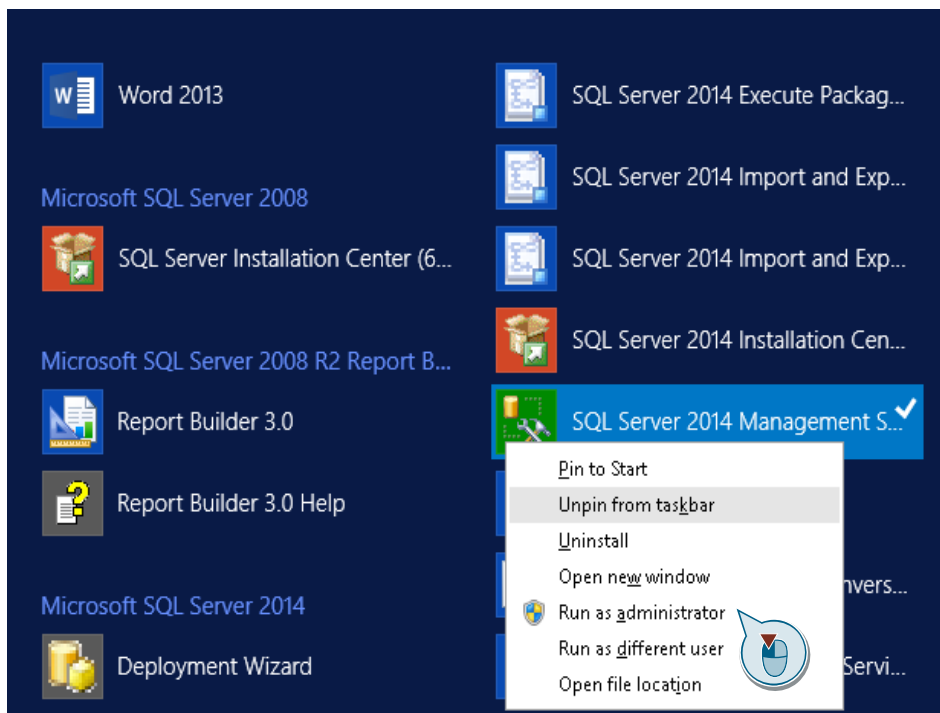 Word 2013
Microsoft SQL Server 2008
SQL Server Installation Center (6...
Microsoft SQL Server 2008 R2 Report B...
Report Builder 3.0
Report Builder 3.0 Help
Microsoft SQL Server 2014
Deployment Wizard
SQL Server 2014 Execute Packag...
SQL Server 2014 Import and Exp...
SQL Server 2014 Import and Exp...
SQL Server 2014 Installation Cen...
SQL Server 2014 Management S...
Pin to Start
Unpin from taskbar
Uninstall
Open new window
nvers...
Run as administrator
Run as different user
Servi...
Open file location